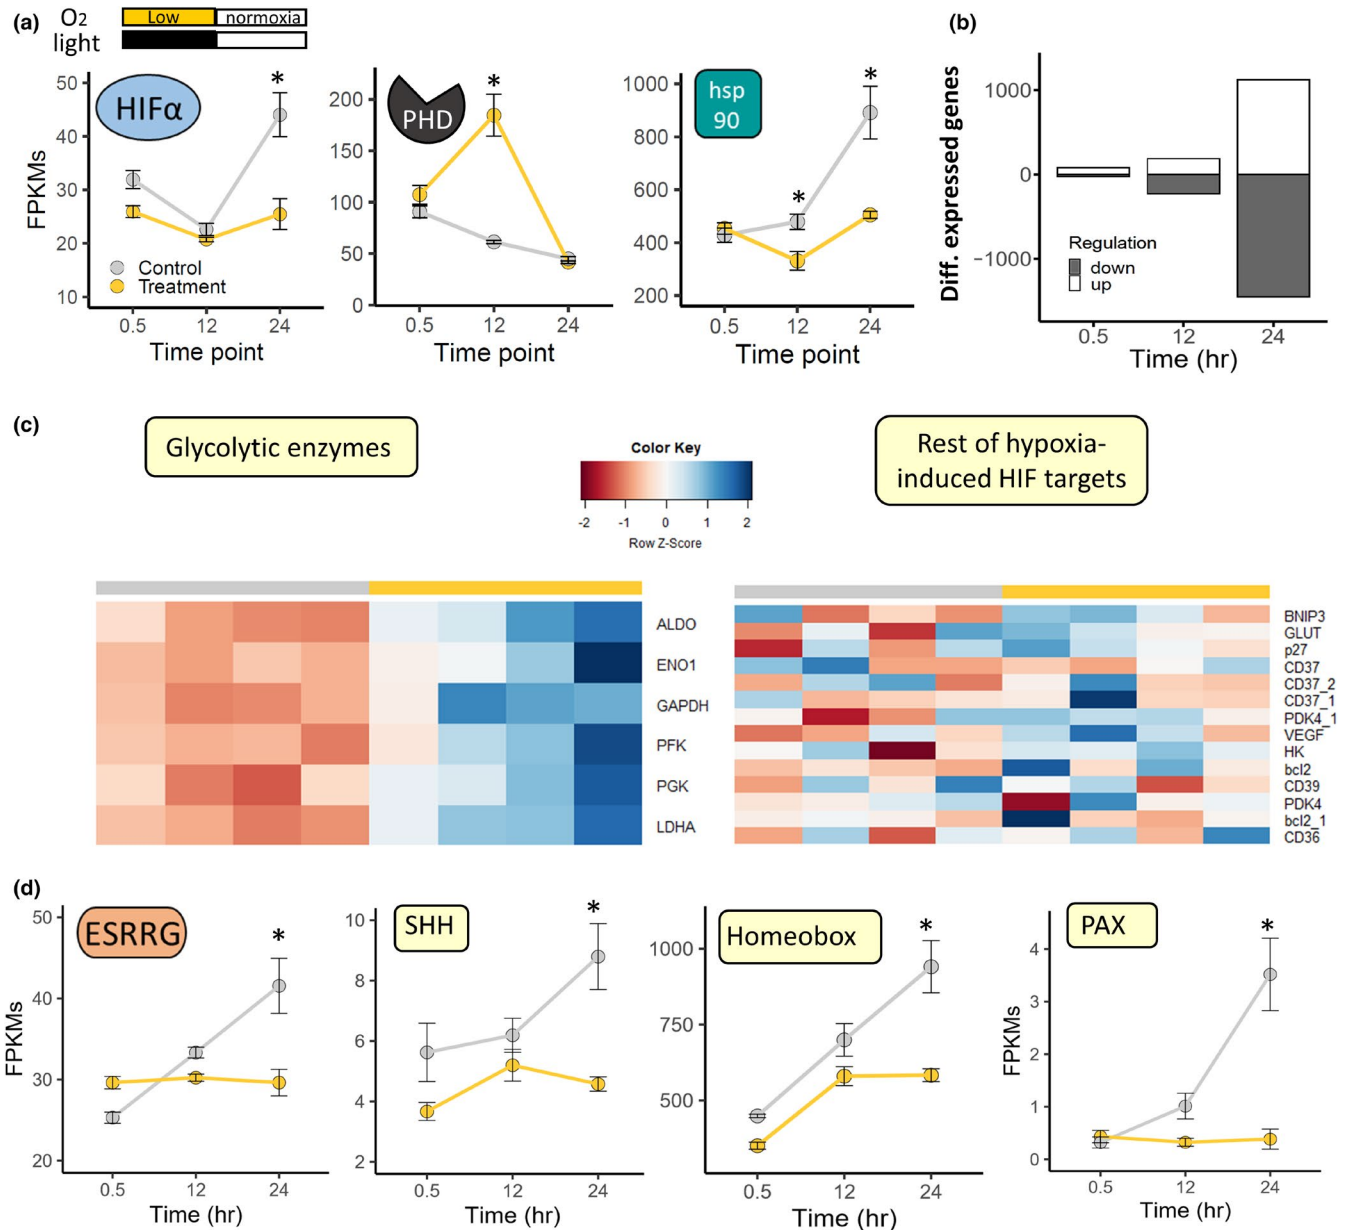 (a)
O2
Low
normoxia
light
HIFα
*
50
40
30
20
10
FPKMs
Control
Treatment
0.5
12
24
Time point
PHD
*
200
150
100
50
0
0.5
12
24
Time point
hsp
90
*
*
1000
800
600
400
200
0.5
12
24
Time point
(b)
Diff. expressed genes
1000
0
−1000
Regulation
down
up
0.5
12
24
Time (hr)
(c)
Glycolytic enzymes
Color Key
-2 -1 0 1 2
Row Z-Score
Rest of hypoxia-
induced HIF targets
ALDO
ENO1
GAPDH
PFK
PGK
LDHA
BNIP3
GLUT
p27
CD37
CD37_2
CD37_1
PDK4_1
VEGF
HK
bcl2
CD39
PDK4
bcl2_1
CD36
(d)
ESRRG
*
50
40
30
20
FPKMs
0.5
12
24
Time (hr)
SHH
*
10
8
6
4
2
0.5
12
24
Time (hr)
Homeobox
*
1000
750
500
0.5
12
24
Time (hr)
PAX
*
4
3
2
1
0
FPKMs
0.5
12
24
Time (hr)